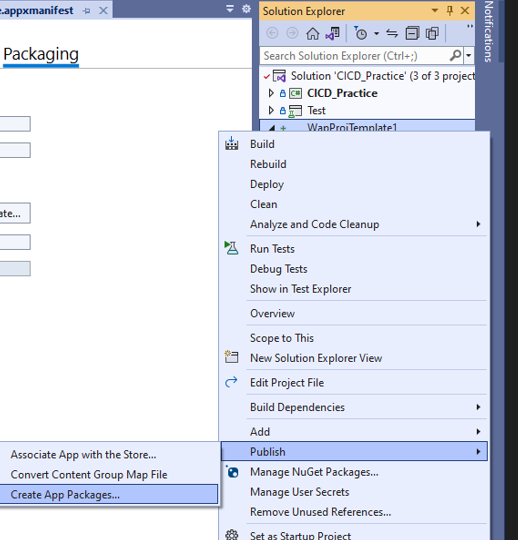 e.appxmanifest
Packaging
ate...
Solution Explorer
Search Solution Explorer (Ctrl+;)
Solution 'CICD_Practice' (3 of 3 project
CICD_Practice
Test
WapProjTemplate1
Notifications
Build
Rebuild
Deploy
Clean
Analyze and Code Cleanup
Run Tests
Debug Tests
Show in Test Explorer
Overview
Scope to This
New Solution Explorer View
Edit Project File
Build Dependencies
Add
Publish
Associate App with the Store...
Convert Content Group Map File
Create App Packages...
Manage NuGet Packages...
Manage User Secrets
Remove Unused References...
Set as Startup Project